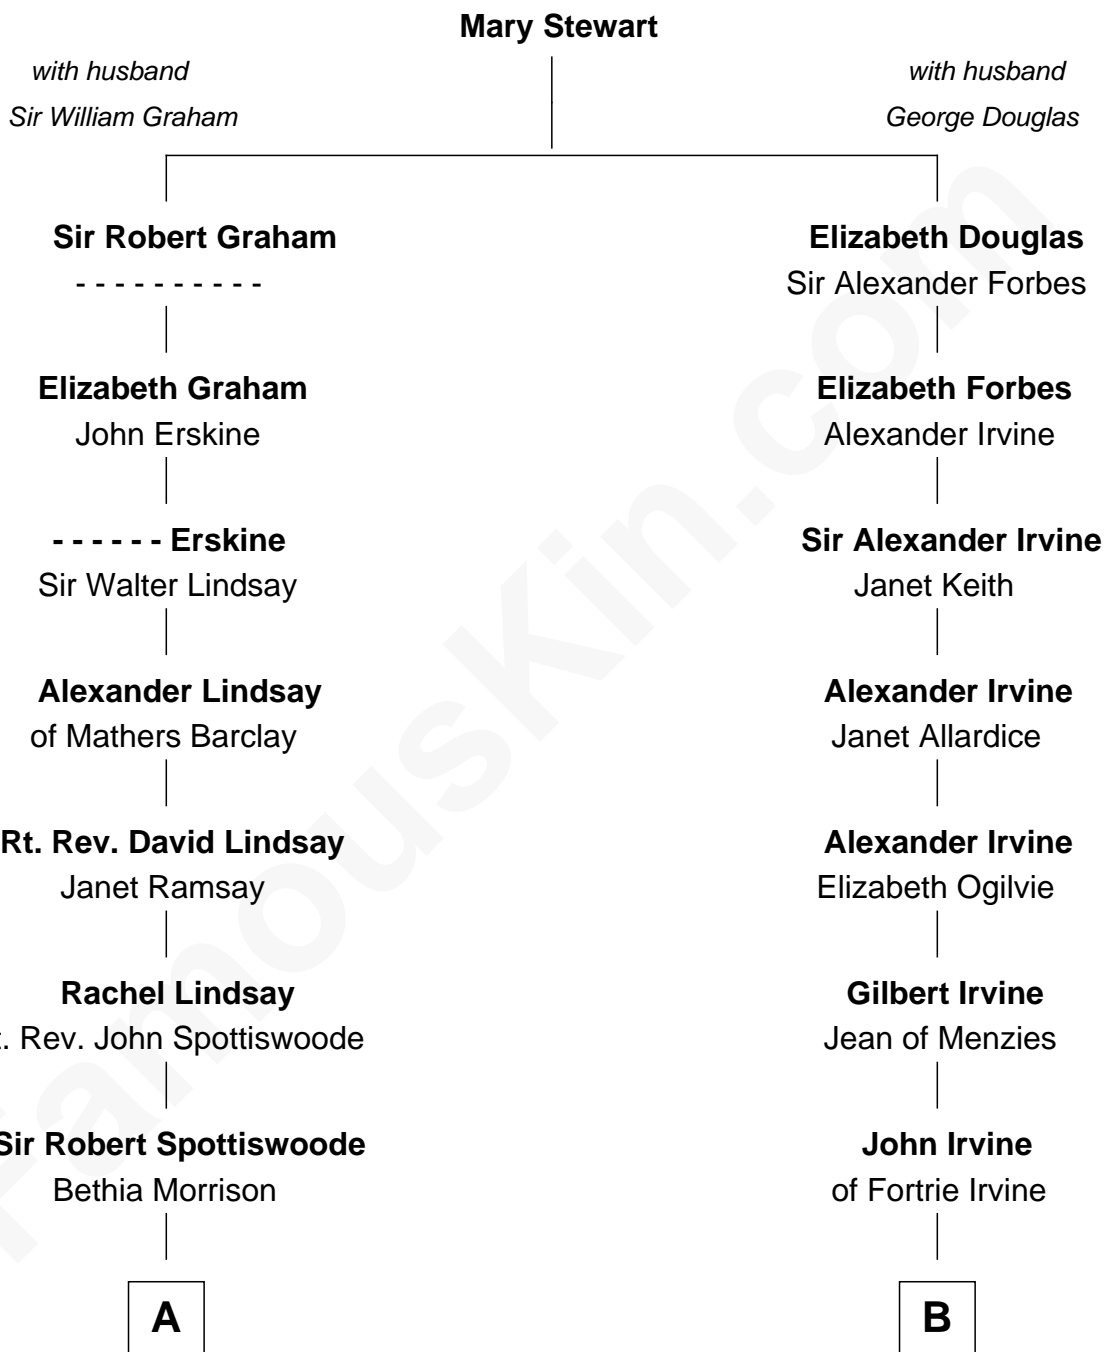 Mary Stewart
with husband
Sir William Graham
with husband
George Douglas
Sir Robert Graham
- - - - - - - - - -
Elizabeth Douglas
Sir Alexander Forbes
Elizabeth Graham
John Erskine
Elizabeth Forbes
Alexander Irvine
- - - - - - Erskine
Sir Walter Lindsay
Sir Alexander Irvine
Janet Keith
Alexander Lindsay
of Mathers Barclay
Alexander Irvine
Janet Allardice
Rt. Rev. David Lindsay
Janet Ramsay
Alexander Irvine
Elizabeth Ogilvie
Rachel Lindsay
t. Rev. John Spottiswoode
Gilbert Irvine
Jean of Menzies
Sir Robert Spottiswoode
Bethia Morrison
John Irvine
of Fortrie Irvine
A
B
FamousKin.com